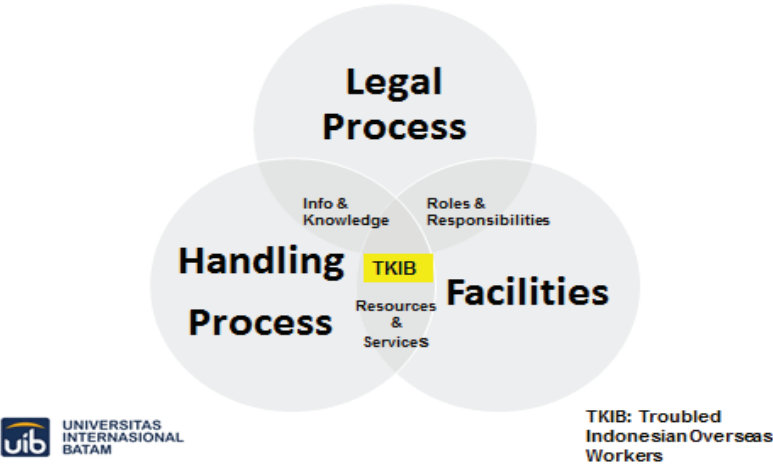 Legal
Process
Info &
Knowledge
Roles &
Responsibilities
Handling
Process
TKIB
Facilities
Resources
&
Services
uib
UNIVERSITAS
INTERNASIONAL
BATAM
TKIB: Troubled
Indonesian Overseas
Workers